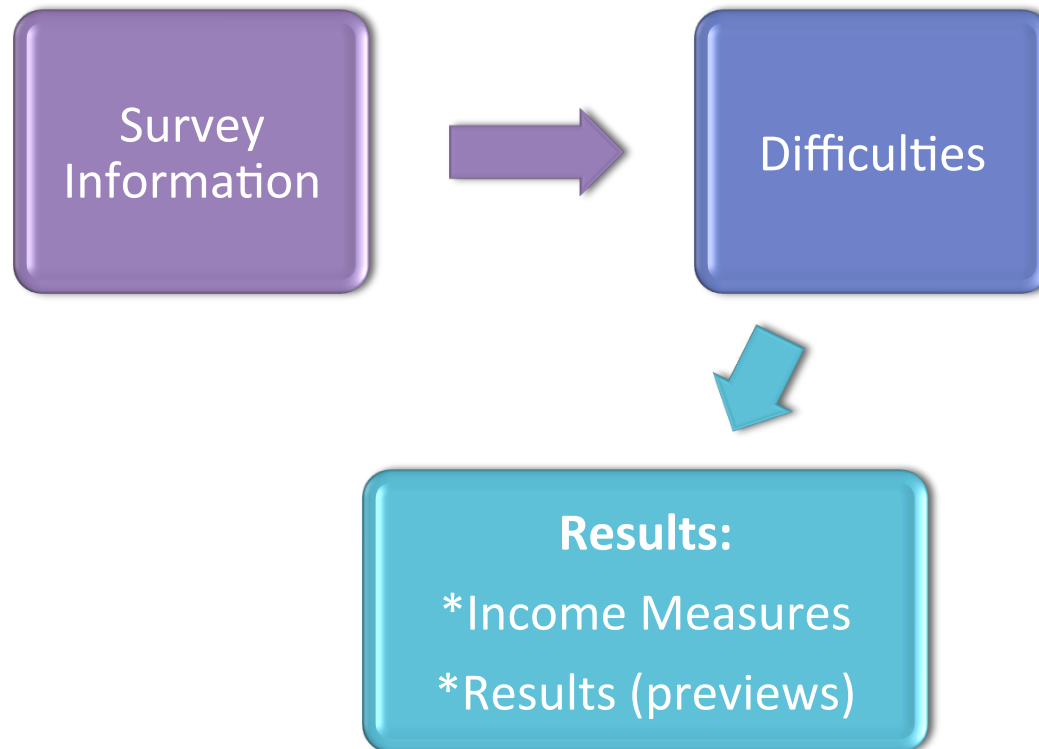 Survey
Information
Difficulties
Results:
*Income Measures
*Results (previews)